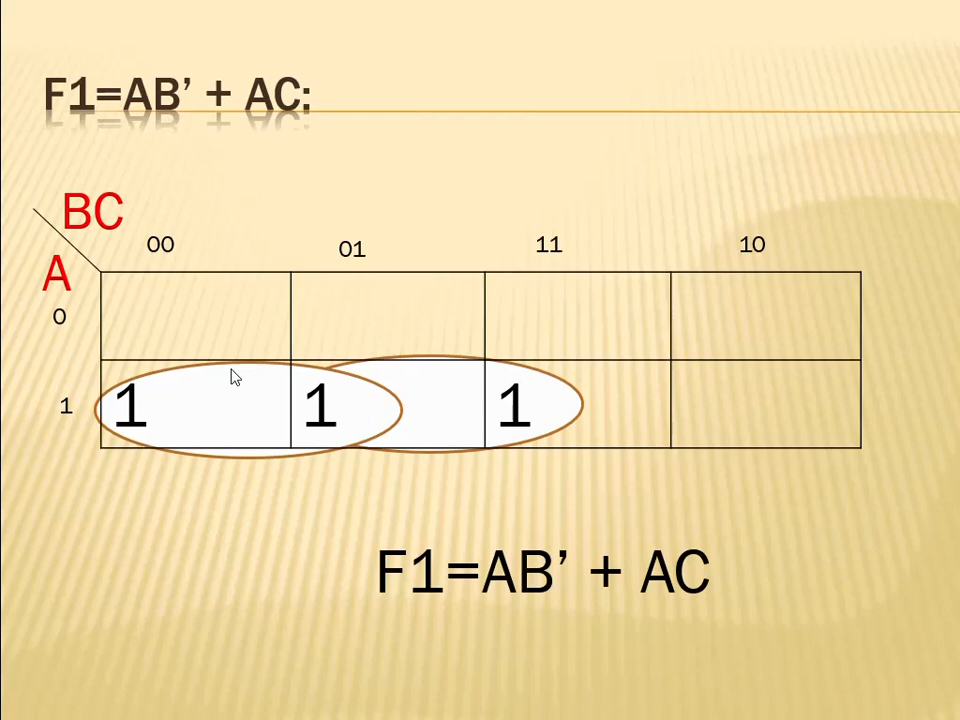 F1=AB’ + AC:
BC
A
00 01 11 10
0
1 1 1 1
F1=AB’ + AC